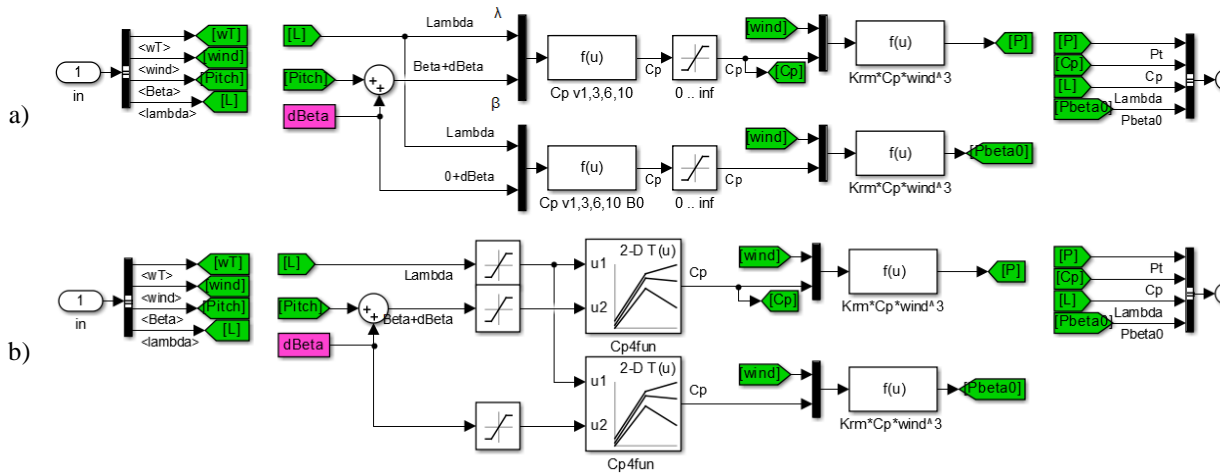 a)
1
in
<wT>
<wind>
<Beta>
<lambda>
[wT]
[wind]
[Pitch]
[L]
[L]
[Pitch]
dBeta
++
λ
Lambda
Beta+dBeta
β
Lambda
0+dBeta
f(u)
Cp v1,3,6,10
Cp
0 .. inf
Cp
[Cp]
[wind]
f(u)
Krm*Cp*wind^3
[P]
f(u)
Cp v1,3,6,10 B0
Cp
0 .. inf
Cp
[wind]
f(u)
Krm*Cp*wind^3
[Pbeta0]
[P]
[Cp]
[L]
[Pbeta0]
Pt
Cp
Lambda
Pbeta0
b)
1
in
<wT>
<wind>
<Beta>
<lambda>
[wT]
[wind]
[Pitch]
[L]
[L]
[Pitch]
dBeta
++
Lambda
Beta+dBeta
2-D T(u)
u1
u2
Cp4fun
Cp
[Cp]
[wind]
f(u)
Krm*Cp*wind^3
[P]
2-D T(u)
u1
u2
Cp4fun
Cp
[wind]
f(u)
Krm*Cp*wind^3
[Pbeta0]
[P]
[Cp]
[L]
[Pbeta0]
Pt
Cp
Lambda
Pbeta0